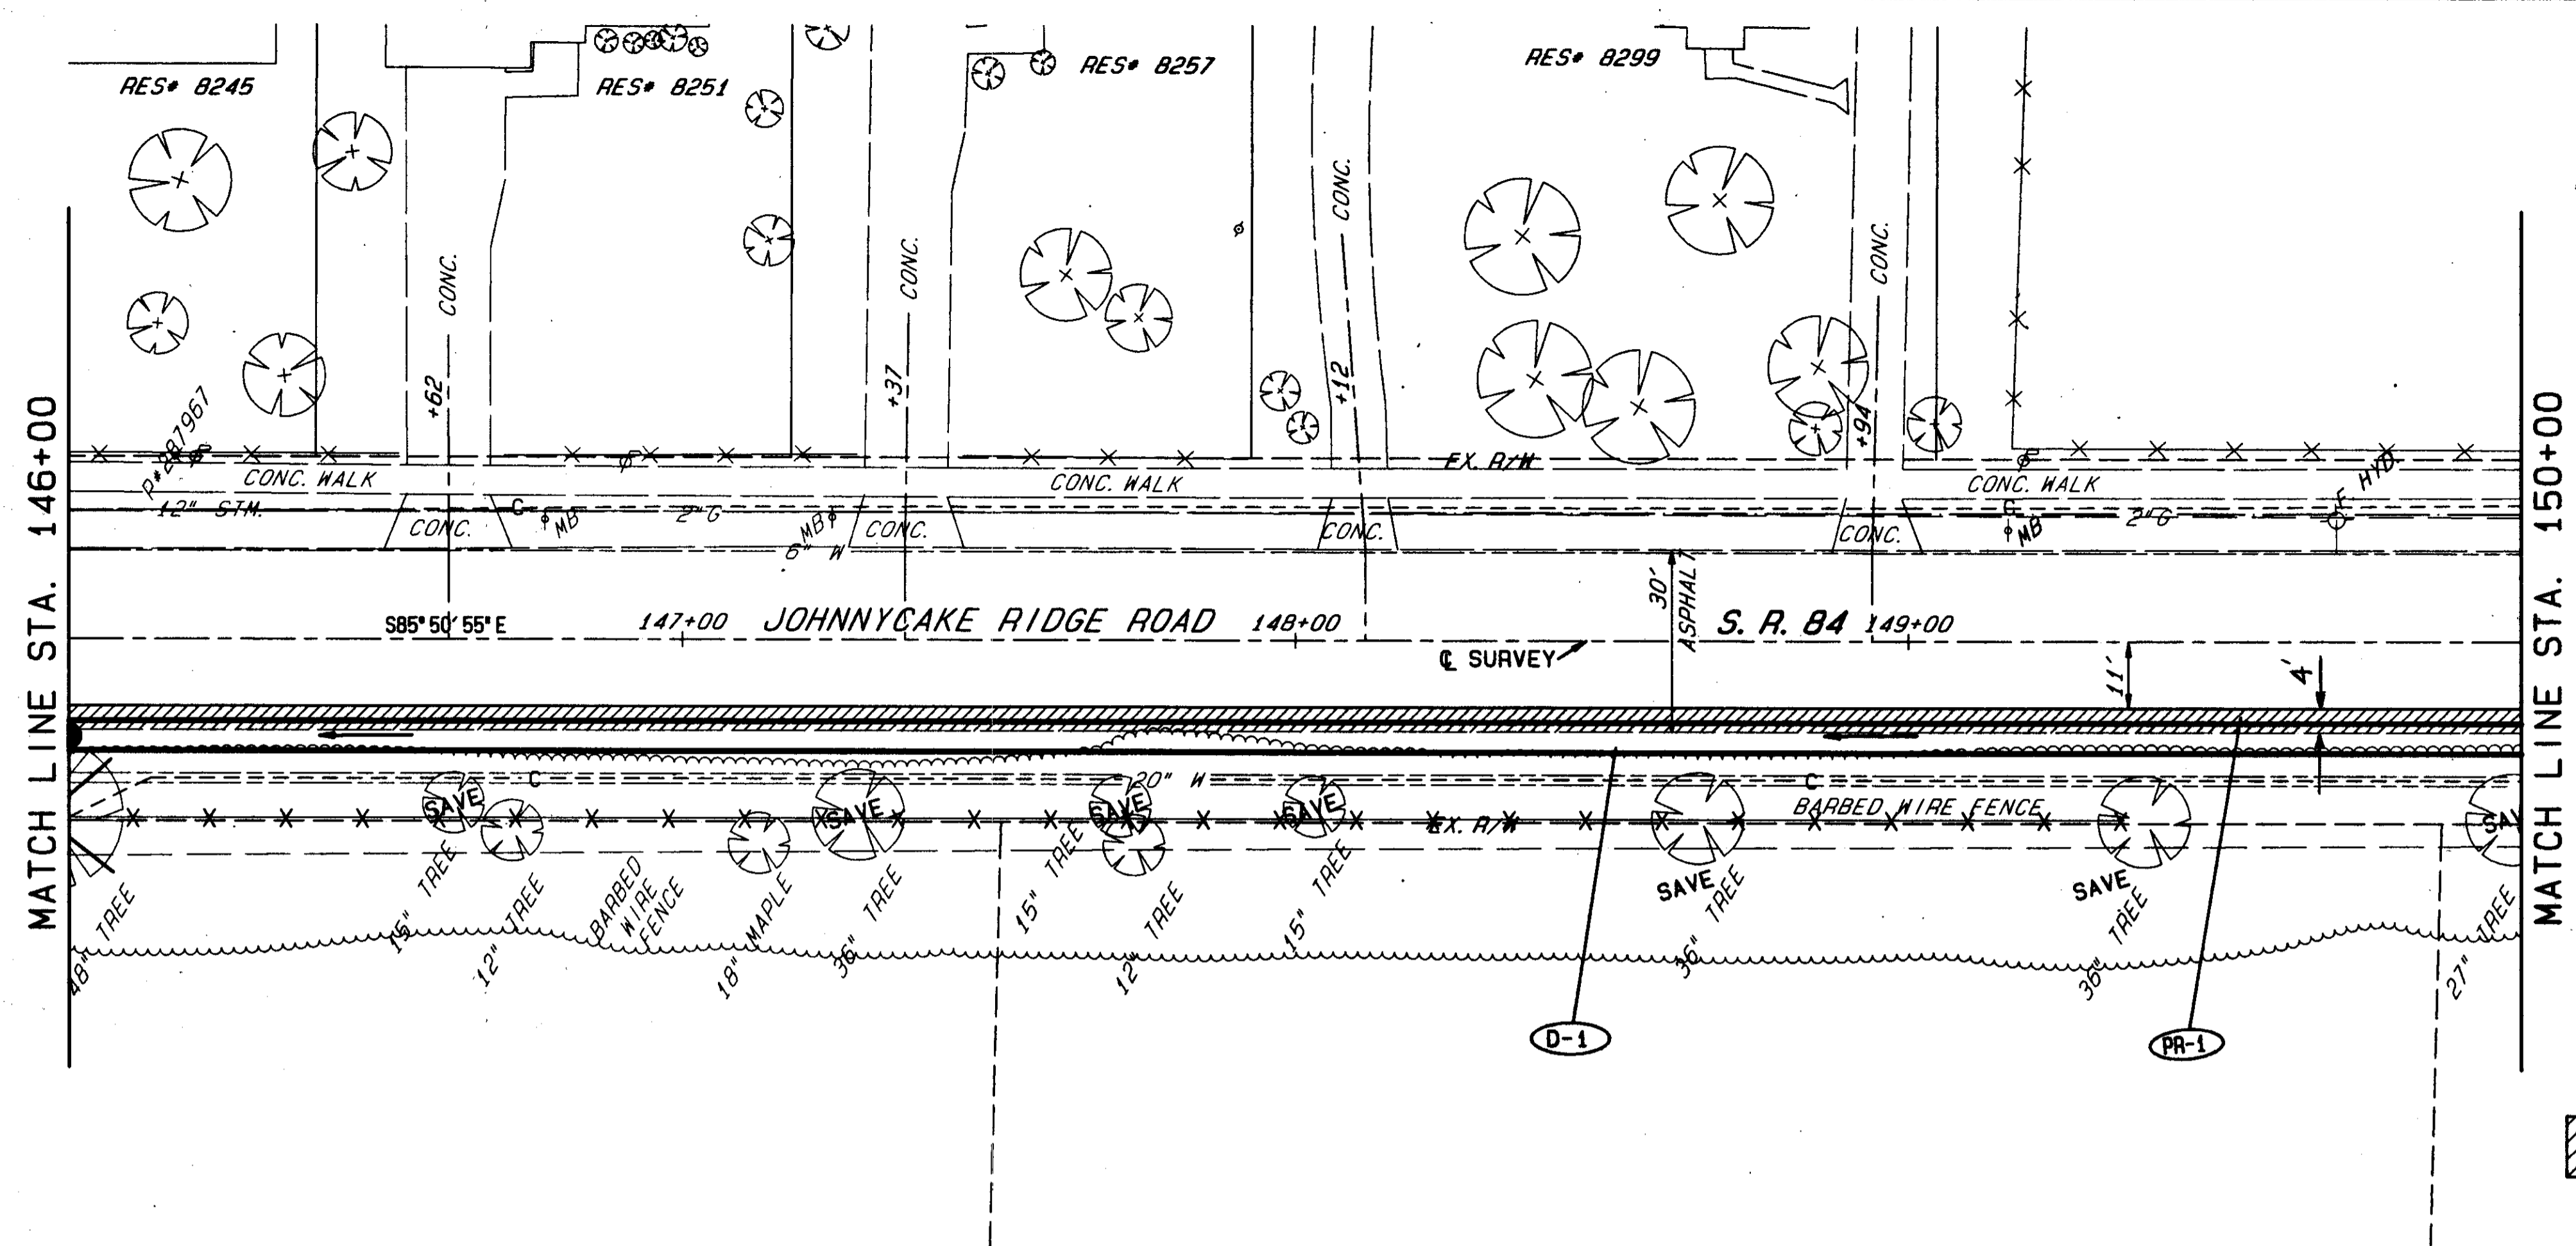 RES# 8245
RES# 8251
RES# 8257
RES# 8299
+62 CONC.
+37 CONC.
+12 CONC.
+94 CONC.
P#287967
CONC. WALK
CONC. WALK
EX. R/W
CONC. WALK
F. HYD.
12" STM.
CONC.
G
MB
2" G
MB
CONC.
6" W
CONC.
CONC.
G
MB
2" G
MATCH LINE STA. 146+00
MATCH LINE STA. 150+00
S85°50'55"E
147+00
JOHNNYCAKE RIDGE ROAD
148+00
30'
ASPHALT
S. R. 84
149+00
℄ SURVEY
11'
4'
G
20" W
G
SAVE
SAVE
SAVE
SAVE
EX. R/W
BARBED WIRE FENCE
SAVE
SAVE
48" TREE
15" TREE
12" TREE
BARBED
WIRE
FENCE
18" MAPLE
36" TREE
15" TREE
12" TREE
15" TREE
36" TREE
36" TREE
27" TREE
D-1
PR-1